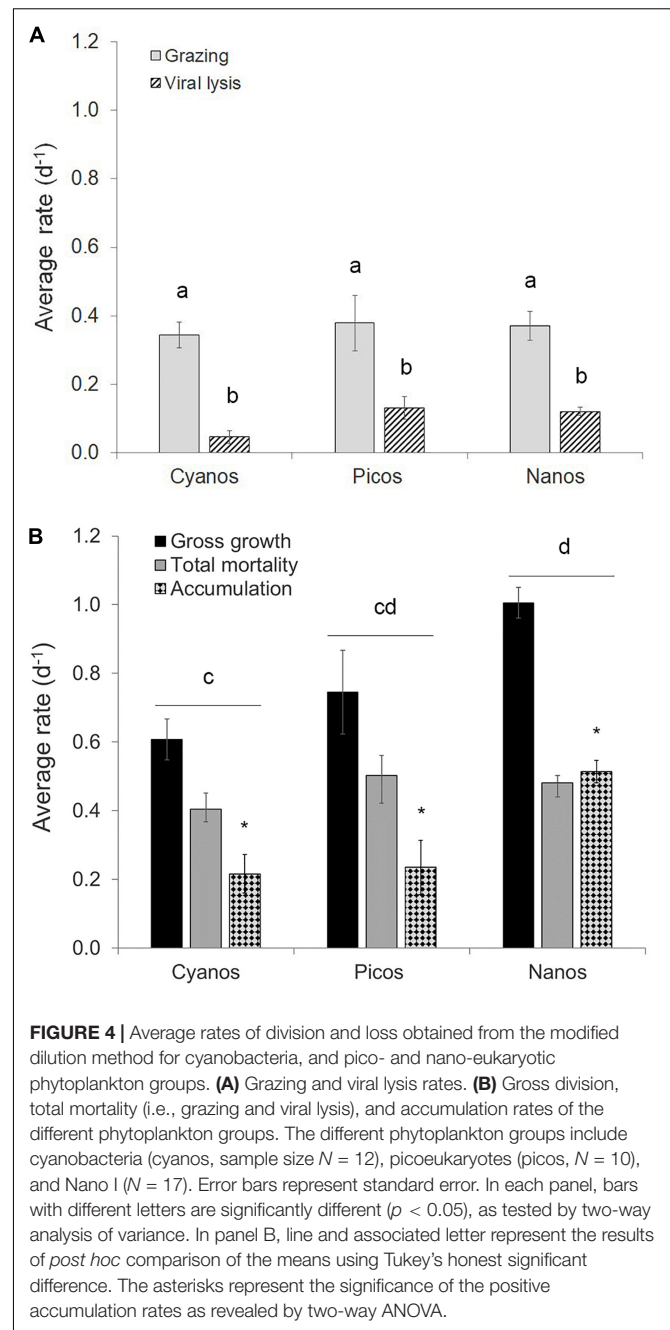 A
1.2
1.0
0.8
0.6
0.4
0.2
0.0
Average rate (d⁻¹)
Grazing
Viral lysis
a
b
a
b
a
b
Cyanos
Picos
Nanos
B
1.2
1.0
0.8
0.6
0.4
0.2
0.0
Average rate (d⁻¹)
Gross growth
Total mortality
Accumulation
c
cd
d
*
*
*
Cyanos
Picos
Nanos
FIGURE 4 | Average rates of division and loss obtained from the modified
dilution method for cyanobacteria, and pico- and nano-eukaryotic
phytoplankton groups. (A) Grazing and viral lysis rates. (B) Gross division,
total mortality (i.e., grazing and viral lysis), and accumulation rates of the
different phytoplankton groups. The different phytoplankton groups include
cyanobacteria (cyanos, sample size N = 12), picoeukaryotes (picos, N = 10),
and Nano I (N = 17). Error bars represent standard error. In each panel, bars
with different letters are significantly different (p < 0.05), as tested by two-way
analysis of variance. In panel B, line and associated letter represent the results
of post hoc comparison of the means using Tukey's honest significant
difference. The asterisks represent the significance of the positive
accumulation rates as revealed by two-way ANOVA.